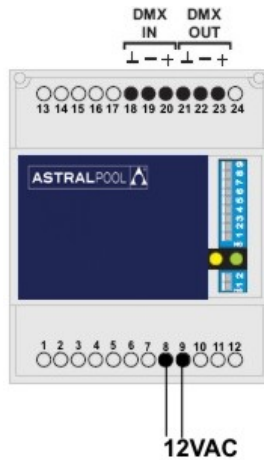 DMX DMX
IN OUT
⊥ − + ⊥ − +
13 14 15 16 17 18 19 20 21 22 23 24
ASTRALPOOL
1 2 3 4 5 6 7 8 9
1 2
1 2 3 4 5 6 7 8 9 10 11 12
12VAC